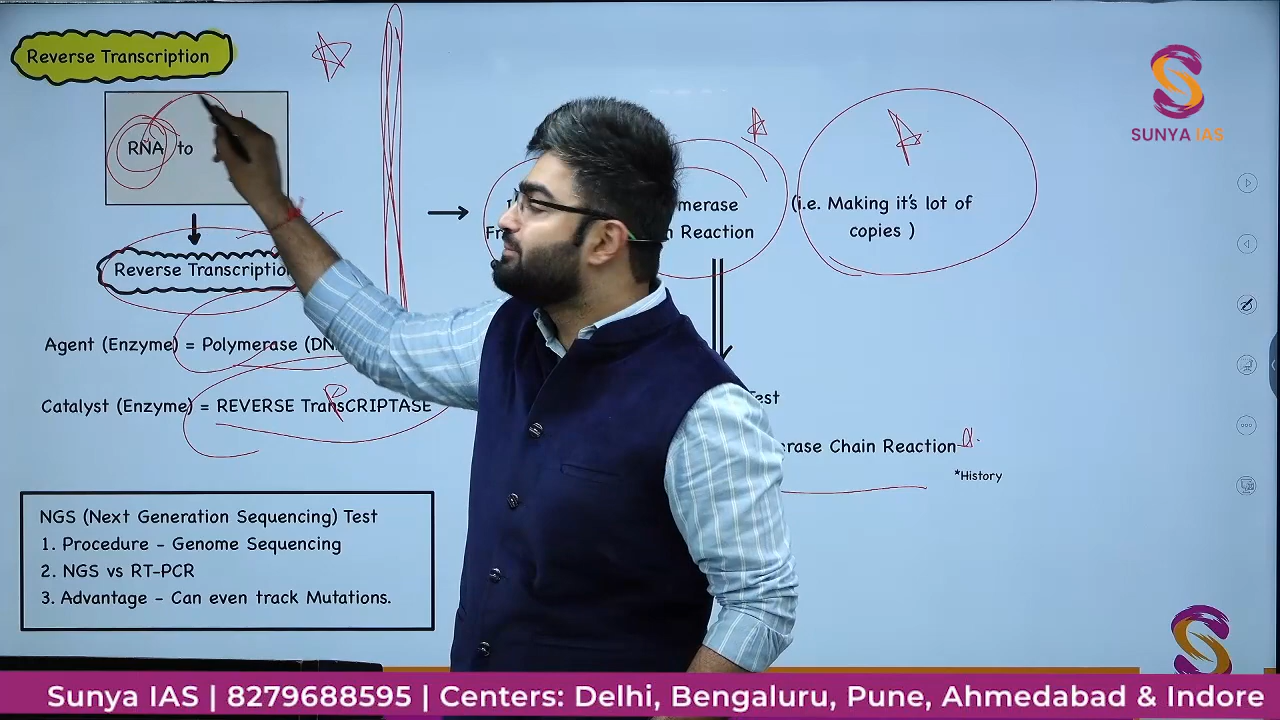 Reverse Transcription
SUNYA IAS
RNA to
merase
Reaction
(i.e. Making it's lot of
copies )
Reverse Transcription
Agent (Enzyme) = Polymerase (DN
Catalyst (Enzyme) = REVERSE TransCRIPTASE
R
Test
erase Chain Reaction
*History
NGS (Next Generation Sequencing) Test
1. Procedure - Genome Sequencing
2. NGS vs RT-PCR
3. Advantage - Can even track Mutations.
Sunya IAS | 8279688595 | Centers: Delhi, Bengaluru, Pune, Ahmedabad & Indore